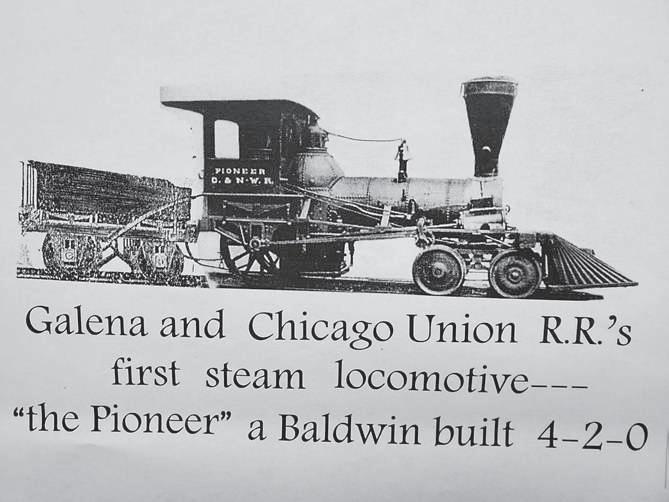 PIONEER
C. & N-W. R.
Galena and Chicago Union R.R.'s
first steam locomotive---
“the Pioneer” a Baldwin built 4-2-0